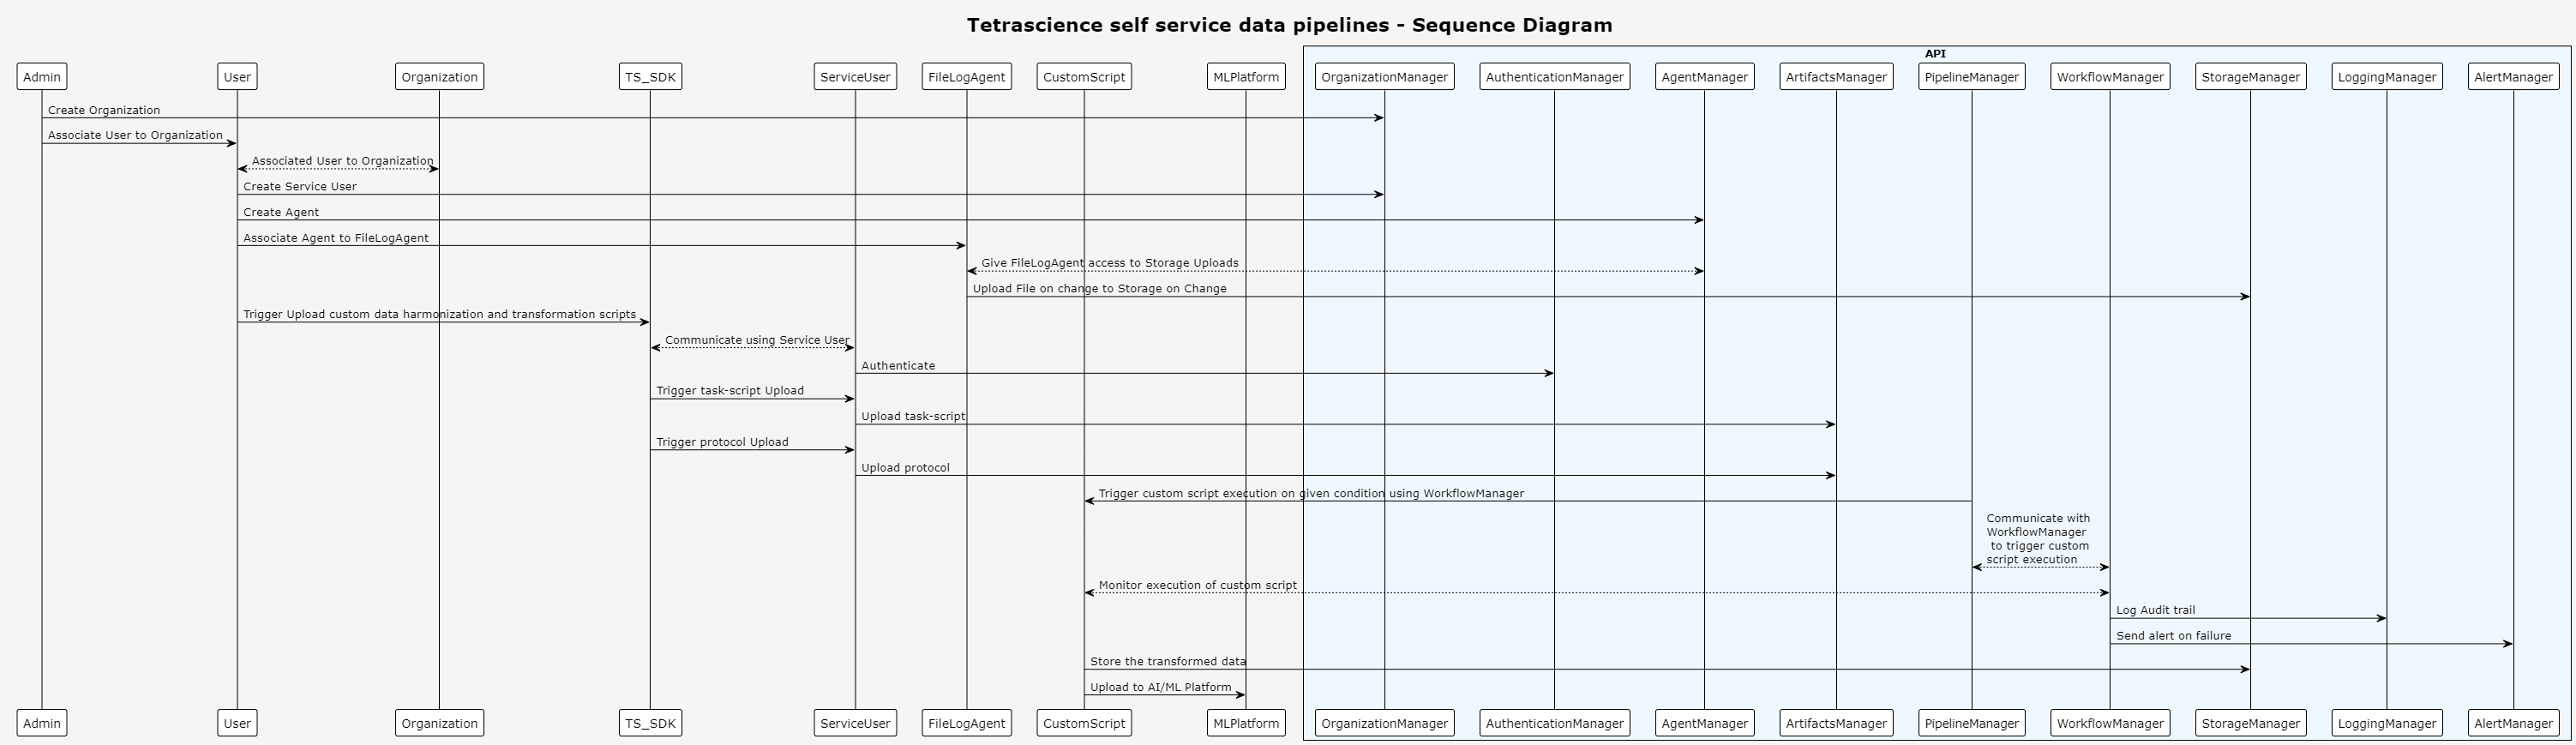 Tetrascience self service data pipelines - Sequence Diagram
API
Admin
User
Organization
TS_SDK
ServiceUser
FileLogAgent
CustomScript
MLPlatform
OrganizationManager
AuthenticationManager
AgentManager
ArtifactsManager
PipelineManager
WorkflowManager
StorageManager
LoggingManager
AlertManager
Create Organization
Associate User to Organization
Associated User to Organization
Create Service User
Create Agent
Associate Agent to FileLogAgent
Give FileLogAgent access to Storage Uploads
Upload File on change to Storage on Change
Trigger Upload custom data harmonization and transformation scripts
Communicate using Service User
Authenticate
Trigger task-script Upload
Upload task-script
Trigger protocol Upload
Upload protocol
Trigger custom script execution on given condition using WorkflowManager
Communicate with
WorkflowManager
to trigger custom
script execution
Monitor execution of custom script
Log Audit trail
Send alert on failure
Store the transformed data
Upload to AI/ML Platform
Admin
User
Organization
TS_SDK
ServiceUser
FileLogAgent
CustomScript
MLPlatform
OrganizationManager
AuthenticationManager
AgentManager
ArtifactsManager
PipelineManager
WorkflowManager
StorageManager
LoggingManager
AlertManager